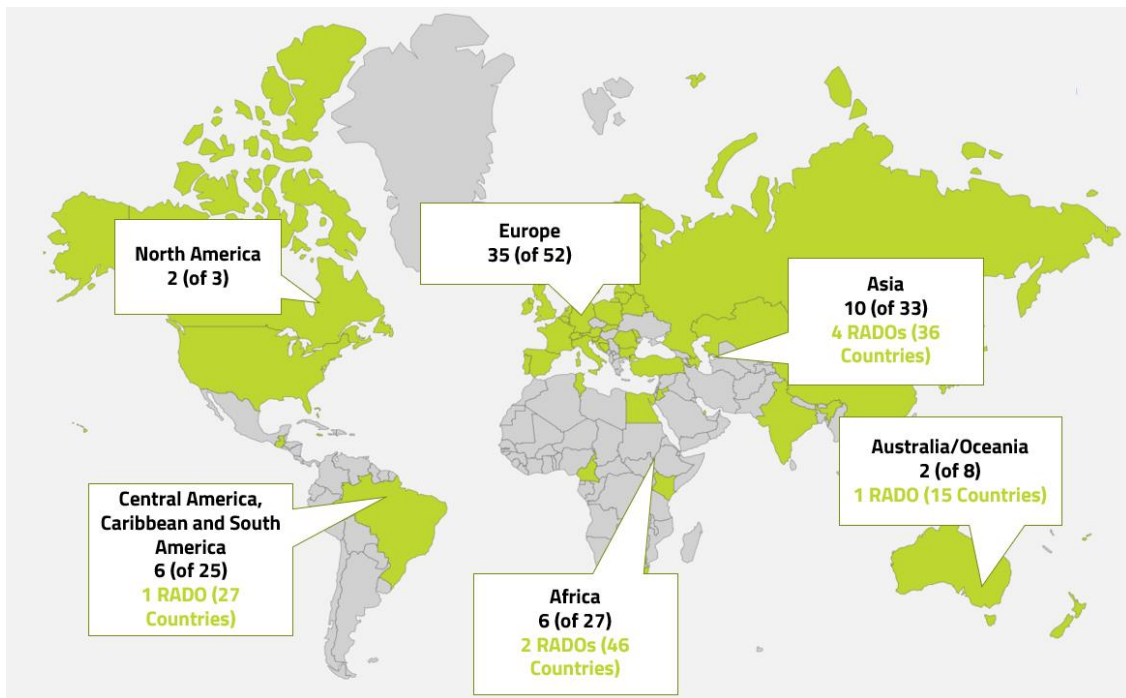 North America
2 (of 3)
Europe
35 (of 52)
Asia
10 (of 33)
4 RADOs (36
Countries)
Australia/Oceania
2 (of 8)
1 RADO (15 Countries)
Central America,
Caribbean and South
America
6 (of 25)
1 RADO (27
Countries)
Africa
6 (of 27)
2 RADOs (46
Countries)